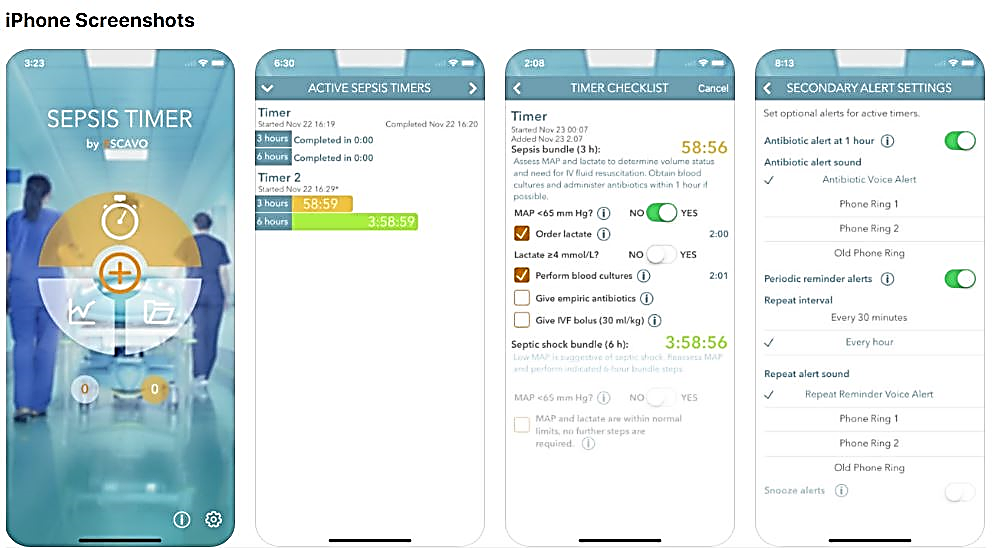 iPhone Screenshots
3:23
SEPSIS TIMER
by eSCAVO
0
0
6:30
ACTIVE SEPSIS TIMERS
Timer
Started Nov 22 16:19 Completed Nov 22 16:20
3 hours Completed in 0:00
6 hours Completed in 0:00
Timer 2
Started Nov 22 16:29*
3 hours 58:59
6 hours 3:58:59
2:08
TIMER CHECKLIST Cancel
Timer
Started Nov 23 00:07
Added Nov 23 2:07
Sepsis bundle (3 h): 58:56
Assess MAP and lactate to determine volume status
and need for IV fluid resuscitation. Obtain blood
cultures and administer antibiotics within 1 hour if
possible.
MAP <65 mm Hg? NO YES
Order lactate 2:00
Lactate ≥4 mmol/L? NO YES
Perform blood cultures 2:01
Give empiric antibiotics
Give IVF bolus (30 ml/kg)
Septic shock bundle (6 h): 3:58:56
Low MAP is suggestive of septic shock. Reassess MAP
and perform indicated 6-hour bundle steps.
MAP <65 mm Hg? NO YES
MAP and lactate are within normal
limits, no further steps are
required.
8:13
SECONDARY ALERT SETTINGS
Set optional alerts for active timers.
Antibiotic alert at 1 hour
Antibiotic alert sound
Antibiotic Voice Alert
Phone Ring 1
Phone Ring 2
Old Phone Ring
Periodic reminder alerts
Repeat interval
Every 30 minutes
Every hour
Repeat alert sound
Repeat Reminder Voice Alert
Phone Ring 1
Phone Ring 2
Old Phone Ring
Snooze alerts